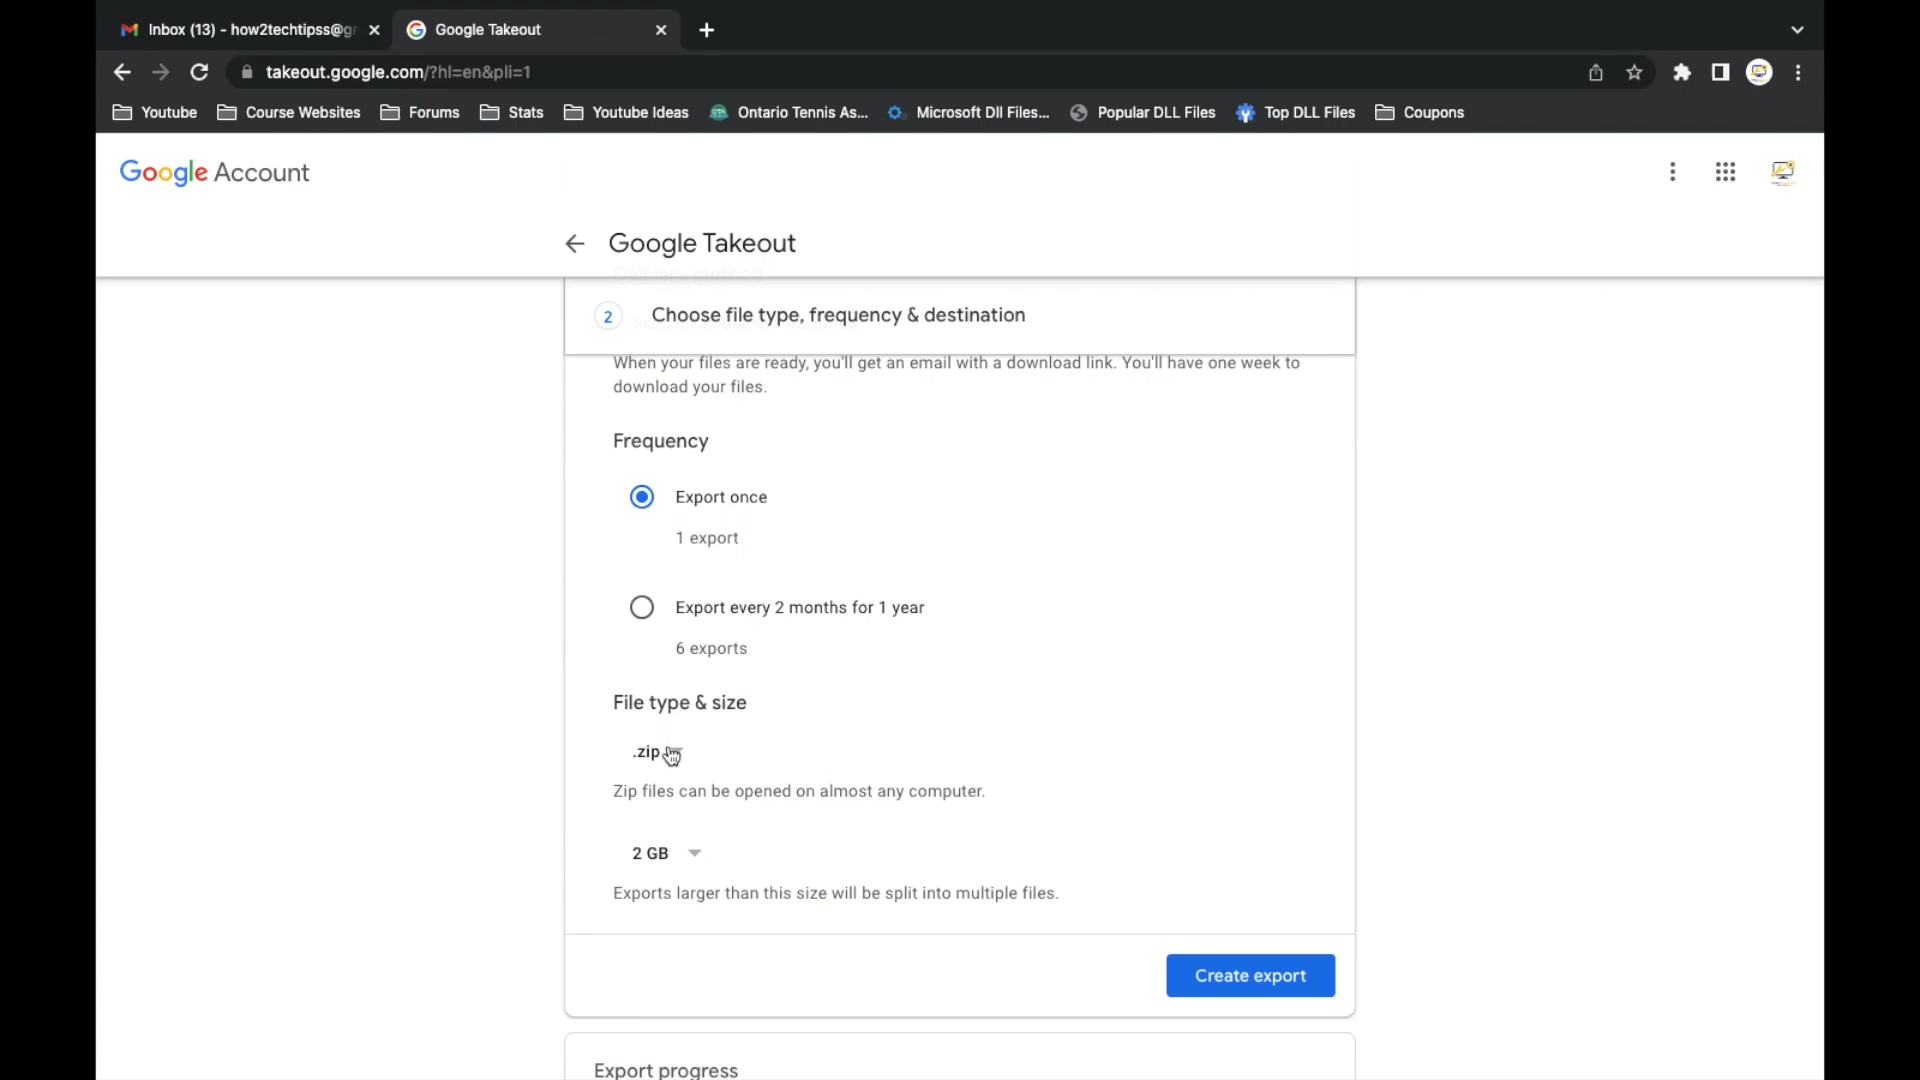 Inbox (13) - how2techtipss@gr
Google Takeout
takeout.google.com/?hl=en&pli=1
Youtube
Course Websites
Forums
Stats
Youtube Ideas
Ontario Tennis As...
Microsoft Dll Files...
Popular DLL Files
Top DLL Files
Coupons
Google Account
Google Takeout
Delivery method
2 Choose file type, frequency & destination
When your files are ready, you'll get an email with a download link. You'll have one week to
download your files.
Frequency
Export once
1 export
Export every 2 months for 1 year
6 exports
File type & size
.zip
Zip files can be opened on almost any computer.
2 GB
Exports larger than this size will be split into multiple files.
Create export
Export progress